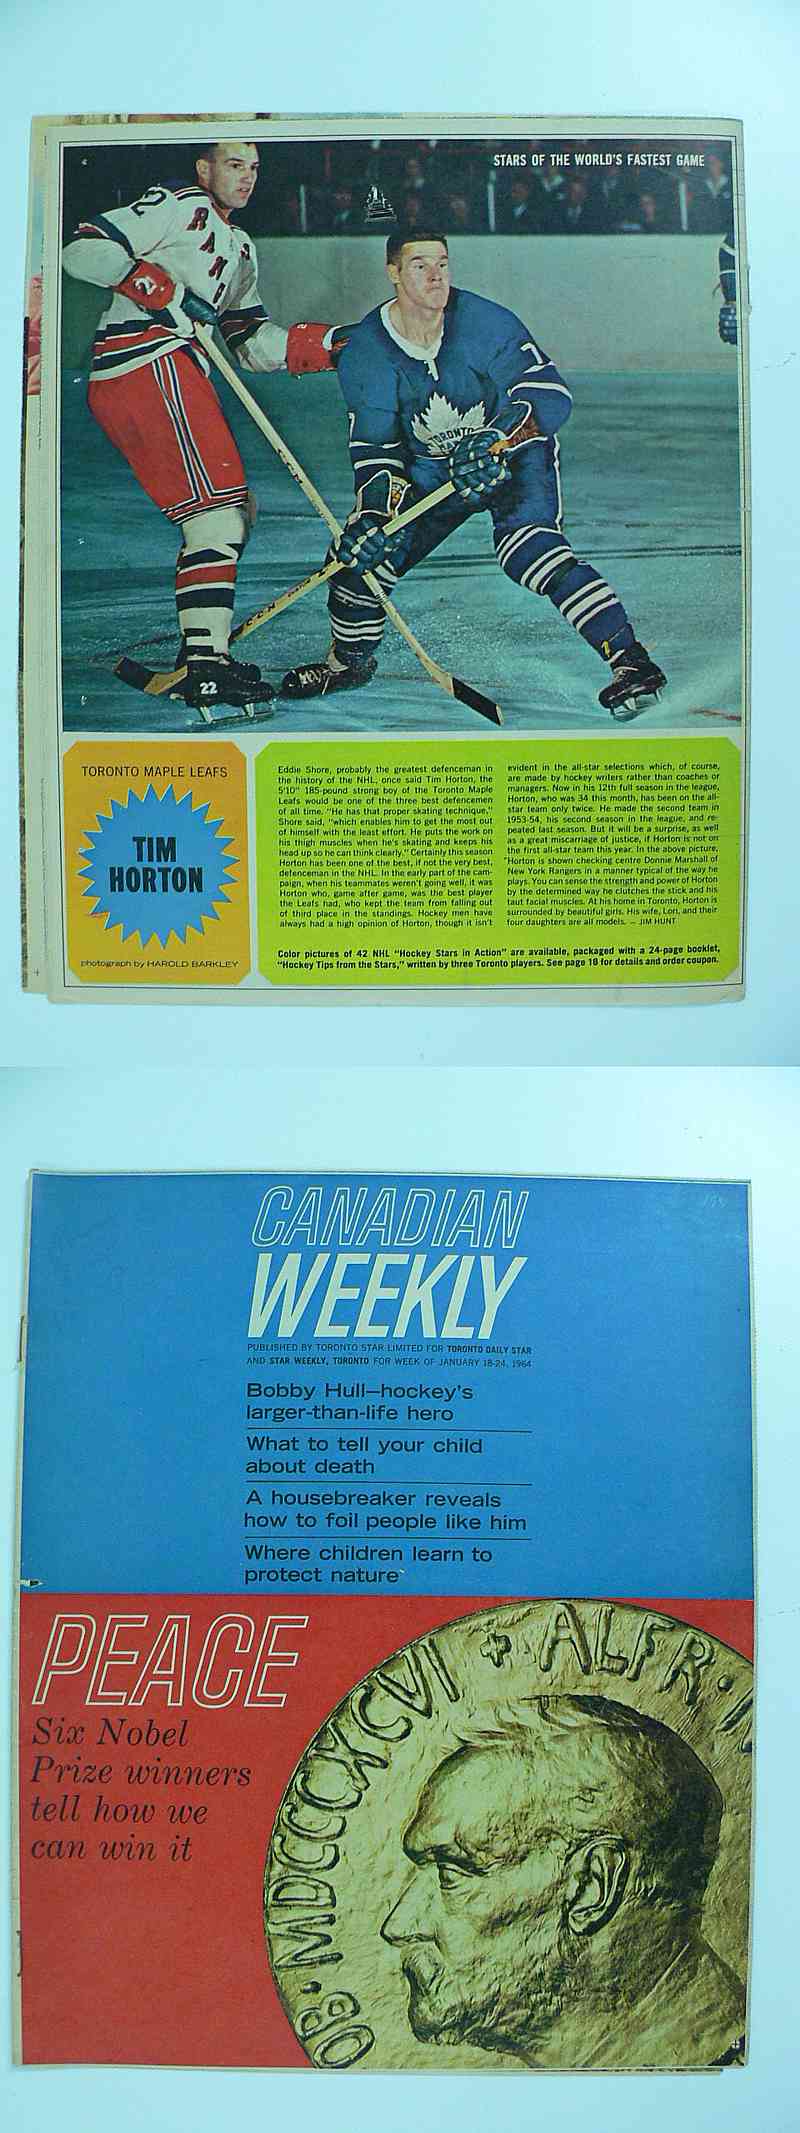 STARS OF THE WORLD'S FASTEST GAME
22
RAN
21
7
7
TORONTO
CCM
CCM
22
7
TORONTO MAPLE LEAFS
TIM
HORTON
photograph by HAROLD BARKLEY
Eddie Shore, probably the greatest defenceman in
the history of the NHL, once said Tim Horton, the
5'10" 185-pound strong boy of the Toronto Maple
Leafs would be one of the three best defencemen
of all time. "He has that proper skating technique,"
Shore said, "which enables him to get the most out
of himself with the least effort. He puts the work on
his thigh muscles when he's skating and keeps his
head up so he can think clearly." Certainly this season
Horton has been one of the best, if not the very best,
defenceman in the NHL. In the early part of the cam-
paign, when his teammates weren't going well, it was
Horton who, game after game, was the best player
the Leafs had, who kept the team from falling out
of third place in the standings. Hockey men have
always had a high opinion of Horton, though it isn't
evident in the all-star selections which, of course,
are made by hockey writers rather than coaches or
managers. Now in his 12th full season in the league,
Horton, who was 34 this month, has been on the all-
star team only twice. He made the second team in
1953-54, his second season in the league, and re-
peated last season. But it will be a surprise, as well
as a great miscarriage of justice, if Horton is not on
the first all-star team this year. In the above picture,
Horton is shown checking centre Donnie Marshall of
New York Rangers in a manner typical of the way he
plays. You can sense the strength and power of Horton
by the determined way he clutches the stick and his
taut facial muscles. At his home in Toronto, Horton is
surrounded by beautiful girls. His wife, Lori, and their
four daughters are all models. — JIM HUNT
Color pictures of 42 NHL "Hockey Stars in Action" are available, packaged with a 24-page booklet,
"Hockey Tips from the Stars," written by three Toronto players. See page 18 for details and order coupon.
CANADIAN
WEEKLY
PUBLISHED BY TORONTO STAR LIMITED FOR TORONTO DAILY STAR
AND STAR WEEKLY, TORONTO FOR WEEK OF JANUARY 18-24, 1964
Bobby Hull—hockey's
larger-than-life hero
What to tell your child
about death
A housebreaker reveals
how to foil people like him
Where children learn to
protect nature
PEACE
Six Nobel
Prize winners
tell how we
can win it
OB· MDCCCXCVI + ALFR·